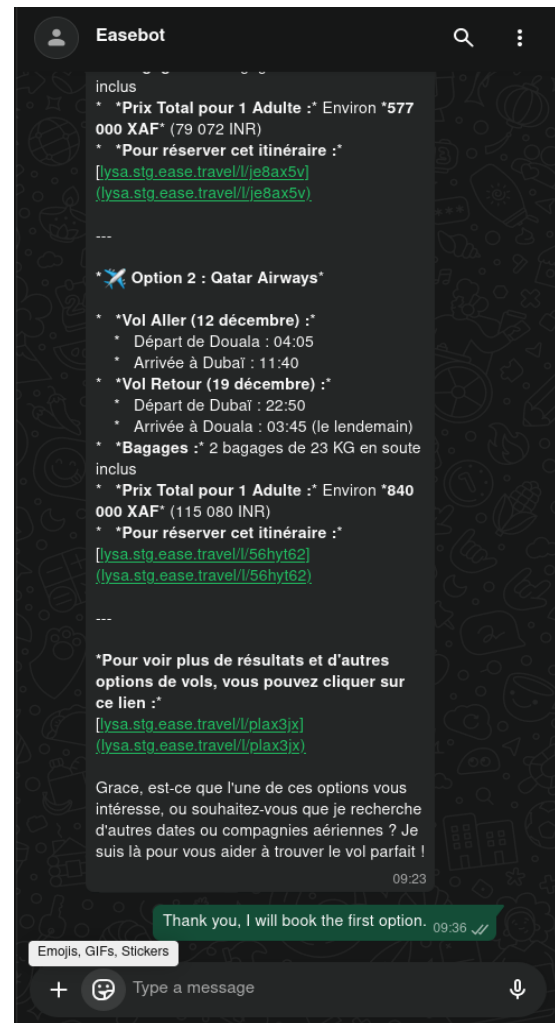 Easebot
inclus
* *Prix Total pour 1 Adulte :* Environ *577
000 XAF* (79 072 INR)
* *Pour réserver cet itinéraire :*
[lysa.stg.ease.travel/l/je8ax5v]
(lysa.stg.ease.travel/l/je8ax5v)
---
*✈️ Option 2 : Qatar Airways*
* *Vol Aller (12 décembre) :*
* Départ de Douala : 04:05
* Arrivée à Dubaï : 11:40
* *Vol Retour (19 décembre) :*
* Départ de Dubaï : 22:50
* Arrivée à Douala : 03:45 (le lendemain)
* *Bagages :* 2 bagages de 23 KG en soute
inclus
* *Prix Total pour 1 Adulte :* Environ *840
000 XAF* (115 080 INR)
* *Pour réserver cet itinéraire :*
[lysa.stg.ease.travel/l/56hyt62]
(lysa.stg.ease.travel/l/56hyt62)
---
*Pour voir plus de résultats et d'autres
options de vols, vous pouvez cliquer sur
ce lien :*
[lysa.stg.ease.travel/l/plax3jx]
(lysa.stg.ease.travel/l/plax3jx)
Grace, est-ce que l'une de ces options vous
intéresse, ou souhaitez-vous que je recherche
d'autres dates ou compagnies aériennes ? Je
suis là pour vous aider à trouver le vol parfait !
09:23
Thank you, I will book the first option. 09:36
Emojis, GIFs, Stickers
Type a message